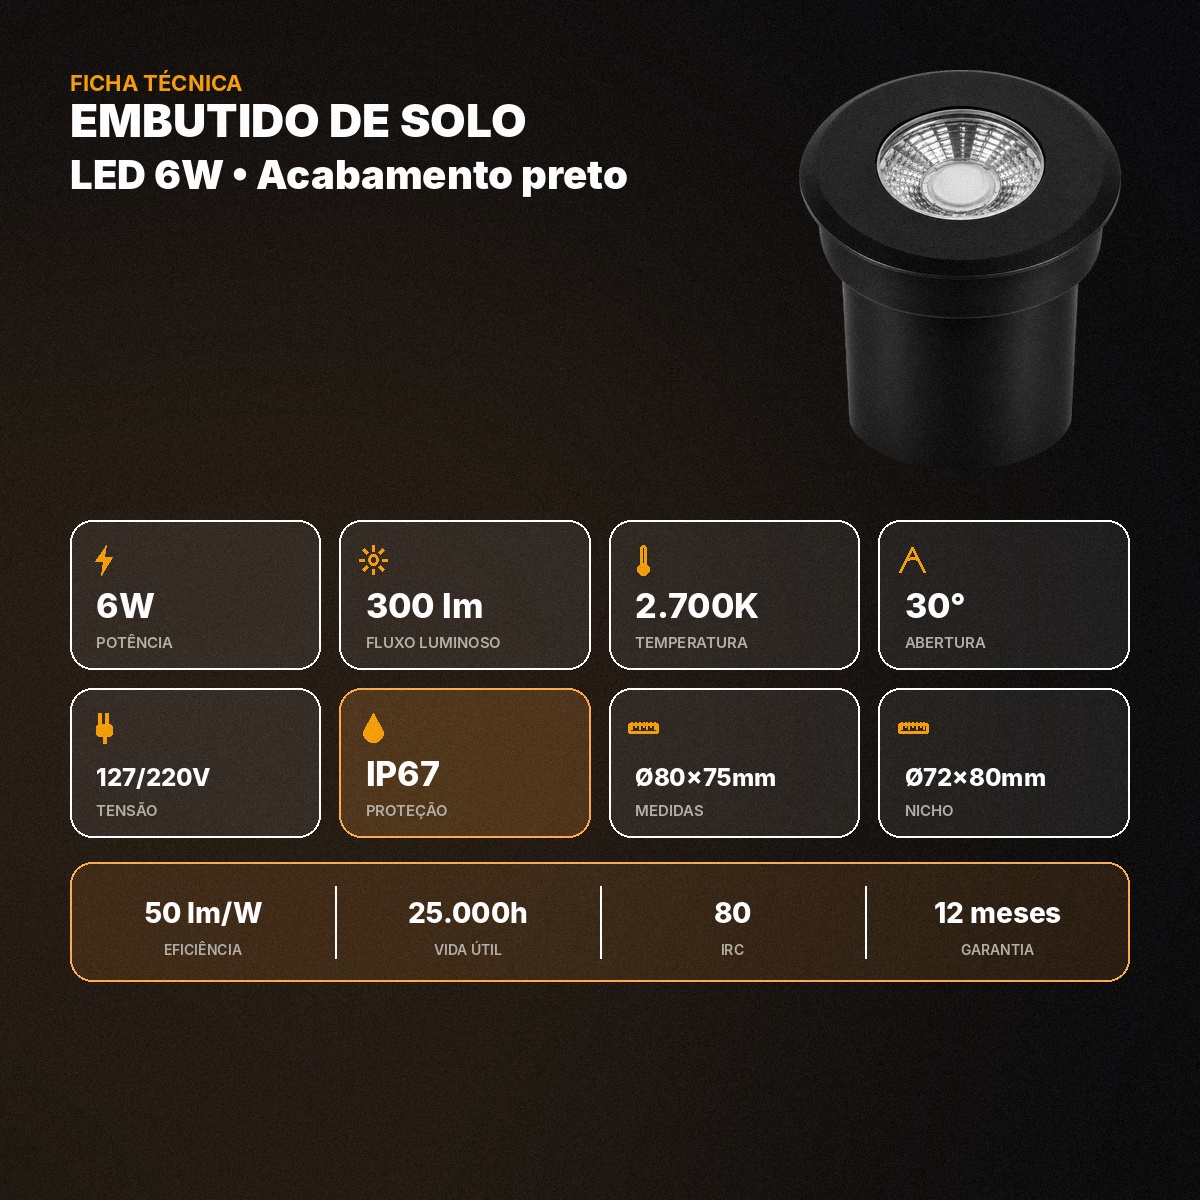 FICHA TÉCNICA
EMBUTIDO DE SOLO
LED 6W • Acabamento preto
6W
POTÊNCIA
300 lm
FLUXO LUMINOSO
2.700K
TEMPERATURA
30°
ABERTURA
127/220V
TENSÃO
IP67
PROTEÇÃO
Ø80×75mm
MEDIDAS
Ø72×80mm
NICHO
50 lm/W
EFICIÊNCIA
25.000h
VIDA ÚTIL
80
IRC
12 meses
GARANTIA